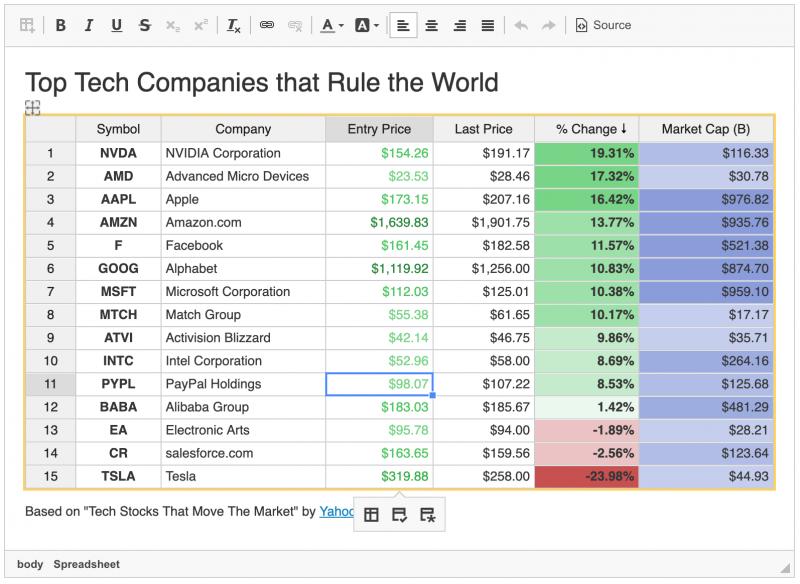 B I U S x₂ x² Tx A A Source
Top Tech Companies that Rule the World
Symbol Company Entry Price Last Price % Change ↓ Market Cap (B)
1 NVDA NVIDIA Corporation $154.26 $191.17 19.31% $116.33
2 AMD Advanced Micro Devices $23.53 $28.46 17.32% $30.78
3 AAPL Apple $173.15 $207.16 16.42% $976.82
4 AMZN Amazon.com $1,639.83 $1,901.75 13.77% $935.76
5 F Facebook $161.45 $182.58 11.57% $521.38
6 GOOG Alphabet $1,119.92 $1,256.00 10.83% $874.70
7 MSFT Microsoft Corporation $112.03 $125.01 10.38% $959.10
8 MTCH Match Group $55.38 $61.65 10.17% $17.17
9 ATVI Activision Blizzard $42.14 $46.75 9.86% $35.71
10 INTC Intel Corporation $52.96 $58.00 8.69% $264.16
11 PYPL PayPal Holdings $98.07 $107.22 8.53% $125.68
12 BABA Alibaba Group $183.03 $185.67 1.42% $481.29
13 EA Electronic Arts $95.78 $94.00 -1.89% $28.21
14 CR salesforce.com $163.65 $159.56 -2.56% $123.64
15 TSLA Tesla $319.88 $258.00 -23.98% $44.93
Based on "Tech Stocks That Move The Market" by Yahoo
body Spreadsheet